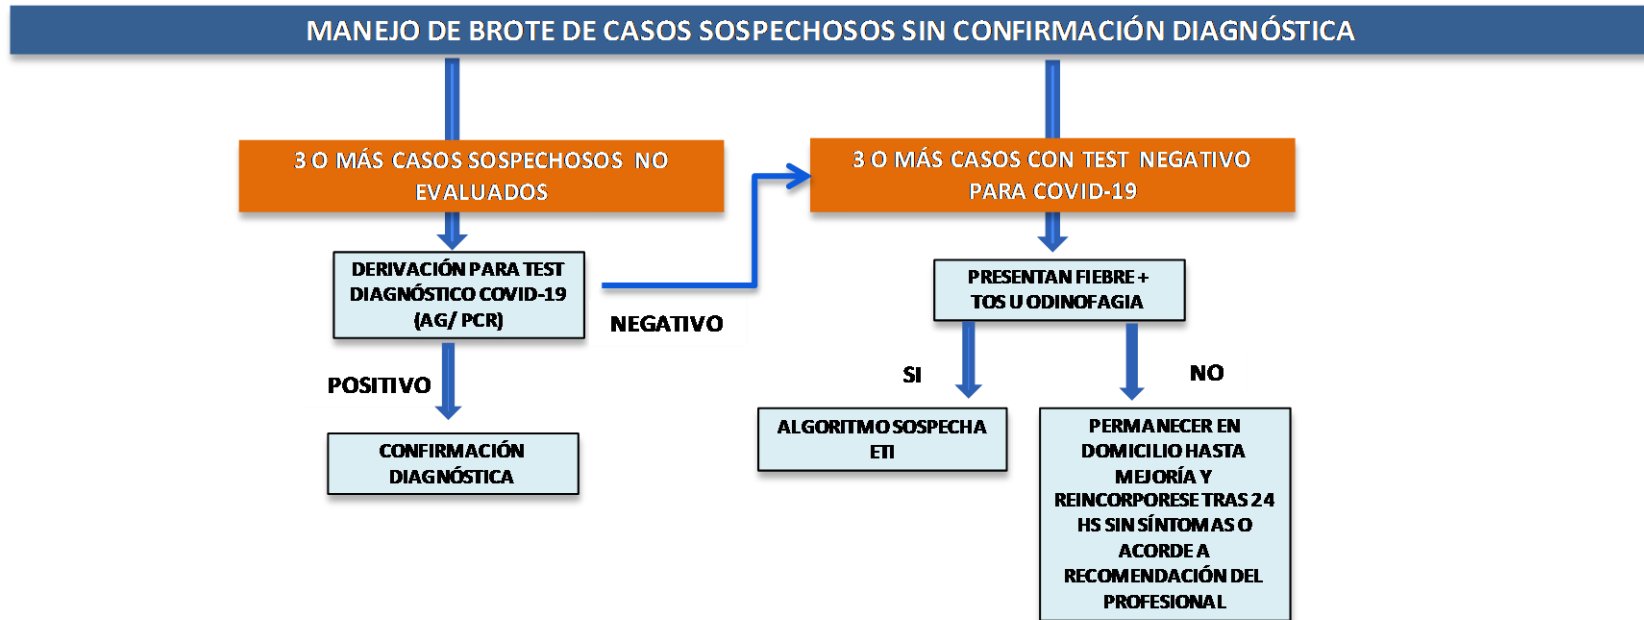 MANEJO DE BROTE DE CASOS SOSPECHOSOS SIN CONFIRMACIÓN DIAGNÓSTICA
3 O MÁS CASOS SOSPECHOSOS NO
EVALUADOS
3 O MÁS CASOS CON TEST NEGATIVO
PARA COVID-19
DERIVACIÓN PARA TEST
DIAGNÓSTICO COVID-19
(AG/ PCR)
NEGATIVO
PRESENTAN FIEBRE +
TOS U ODINOFAGIA
POSITIVO
SI
NO
CONFIRMACIÓN
DIAGNÓSTICA
ALGORITMO SOSPECHA
ETI
PERMANECER EN
DOMICILIO HASTA
MEJORÍA Y
REINCORPORESE TRAS 24
HS SIN SÍNTOMAS O
ACORDE A
RECOMENDACIÓN DEL
PROFESIONAL